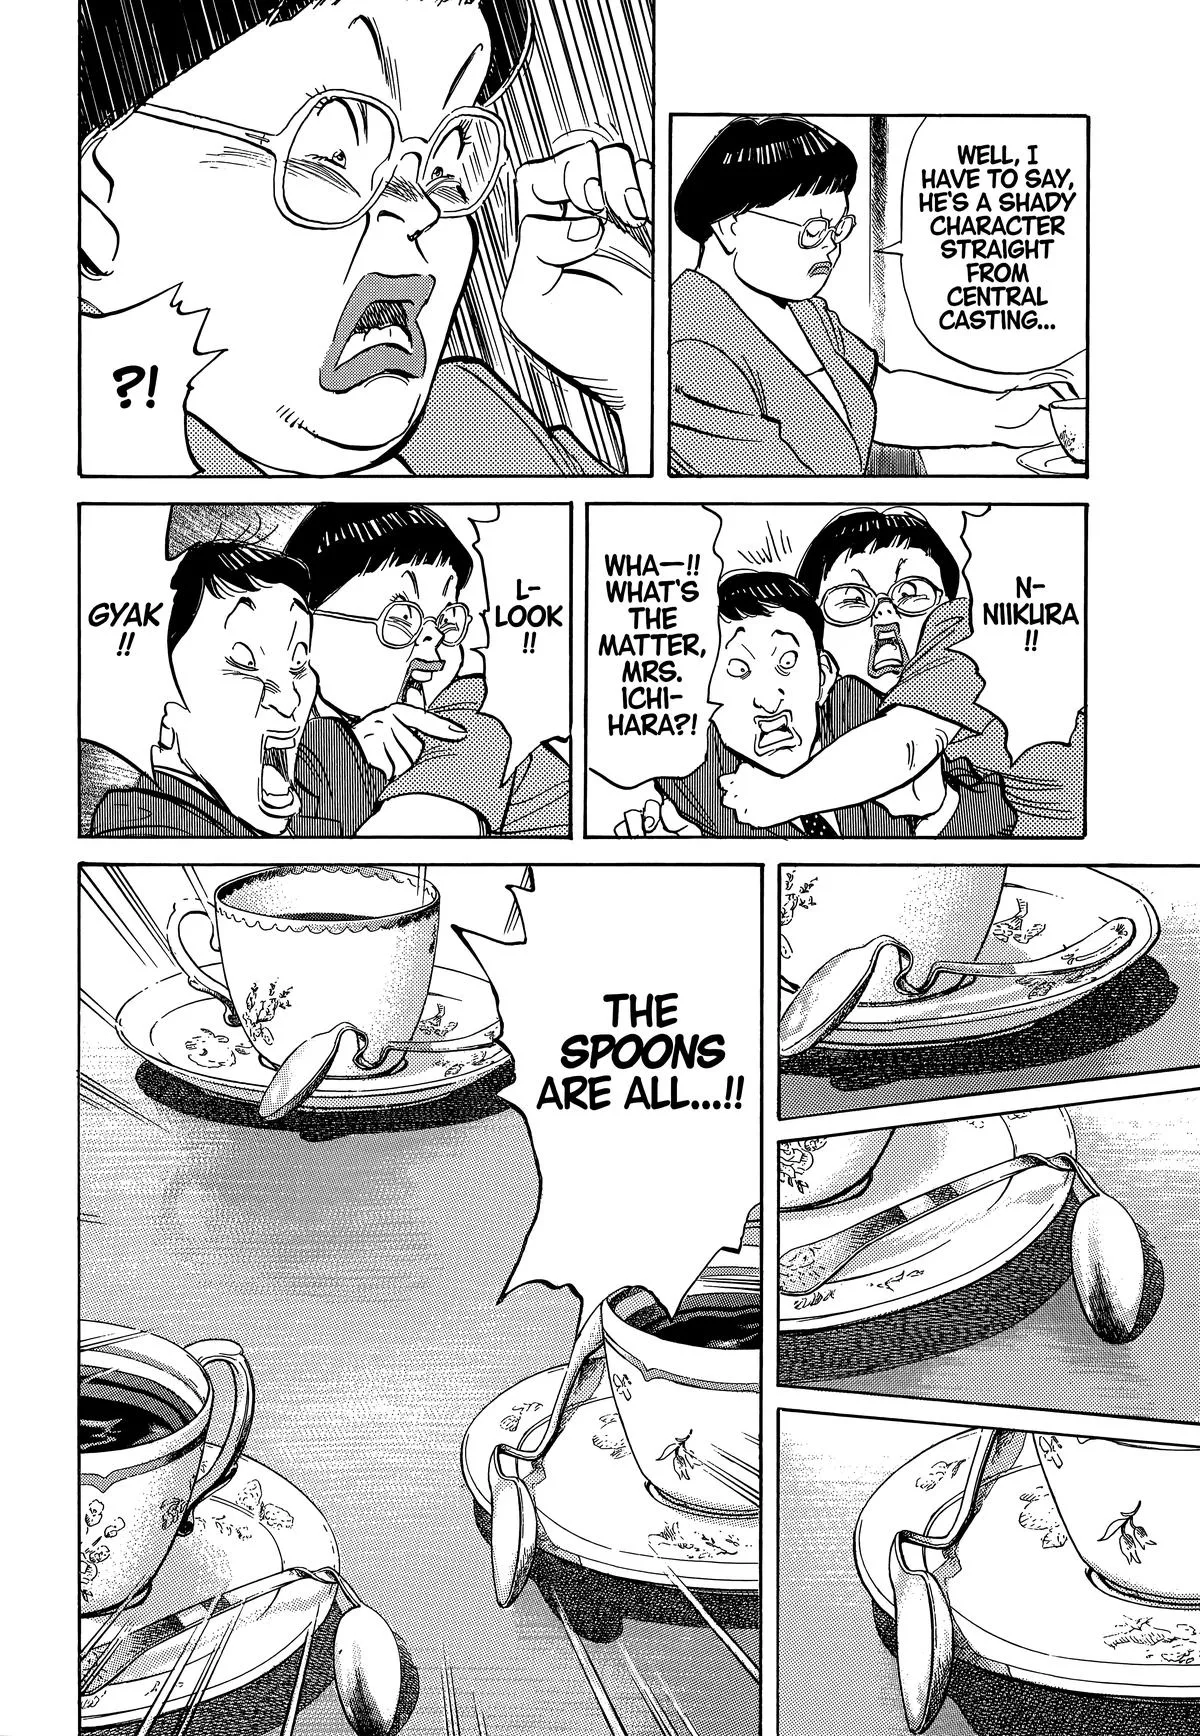 WELL, I
HAVE TO SAY,
HE'S A SHADY
CHARACTER
STRAIGHT
FROM
CENTRAL
CASTING...
?!
N-
NIIKURA
!!
WHA—!!
WHAT'S
THE
MATTER,
MRS.
ICHI-
HARA?!
L-
LOOK
!!
GYAK
!!
THE
SPOONS
ARE ALL...!!